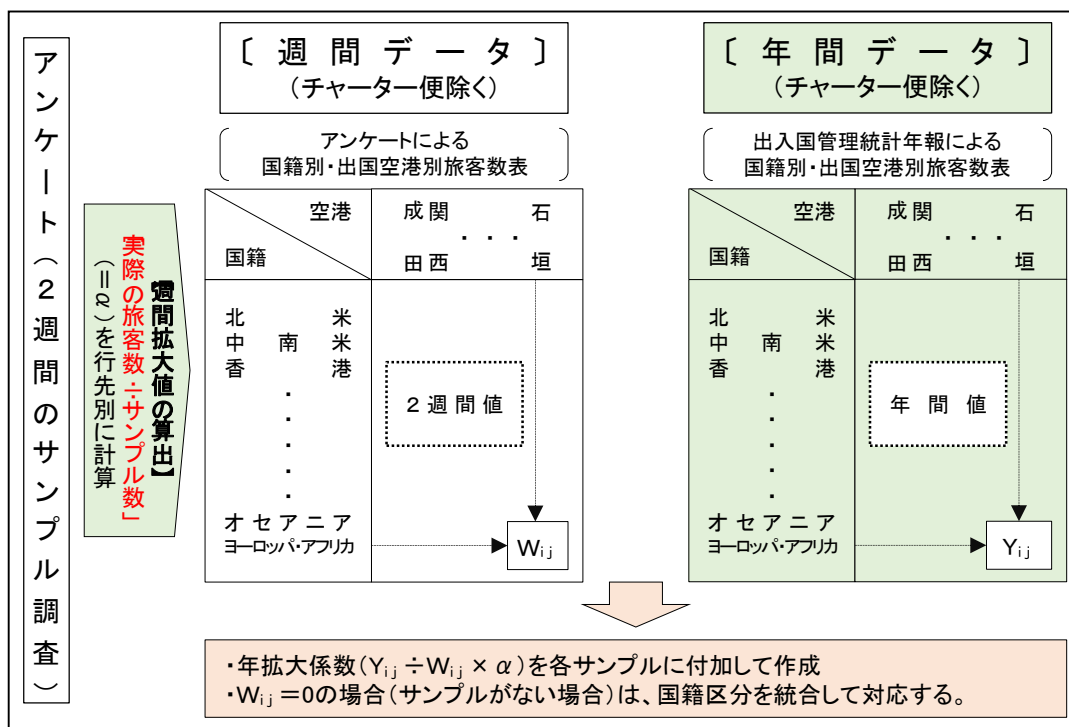 アンケート（２週間のサンプル調査）
【週間拡大値の算出】
「実際の旅客数÷サンプル数」
（＝α）を行先別に計算
〔週間データ〕
（チャーター便除く）
アンケートによる
国籍別・出国空港別旅客数表
空港
国籍
成田
関西
・・・
石垣
北米
中南米
香港
・
・
・
・
・
オセアニア
ヨーロッパ・アフリカ
２週間値
Wij
〔年間データ〕
（チャーター便除く）
出入国管理統計年報による
国籍別・出国空港別旅客数表
空港
国籍
成田
関西
・・・
石垣
北米
中南米
香港
・
・
・
・
・
オセアニア
ヨーロッパ・アフリカ
年間値
Yij
・年拡大係数（Yij÷Wij×α）を各サンプルに付加して作成
・Wij＝0の場合（サンプルがない場合）は、国籍区分を統合して対応する。